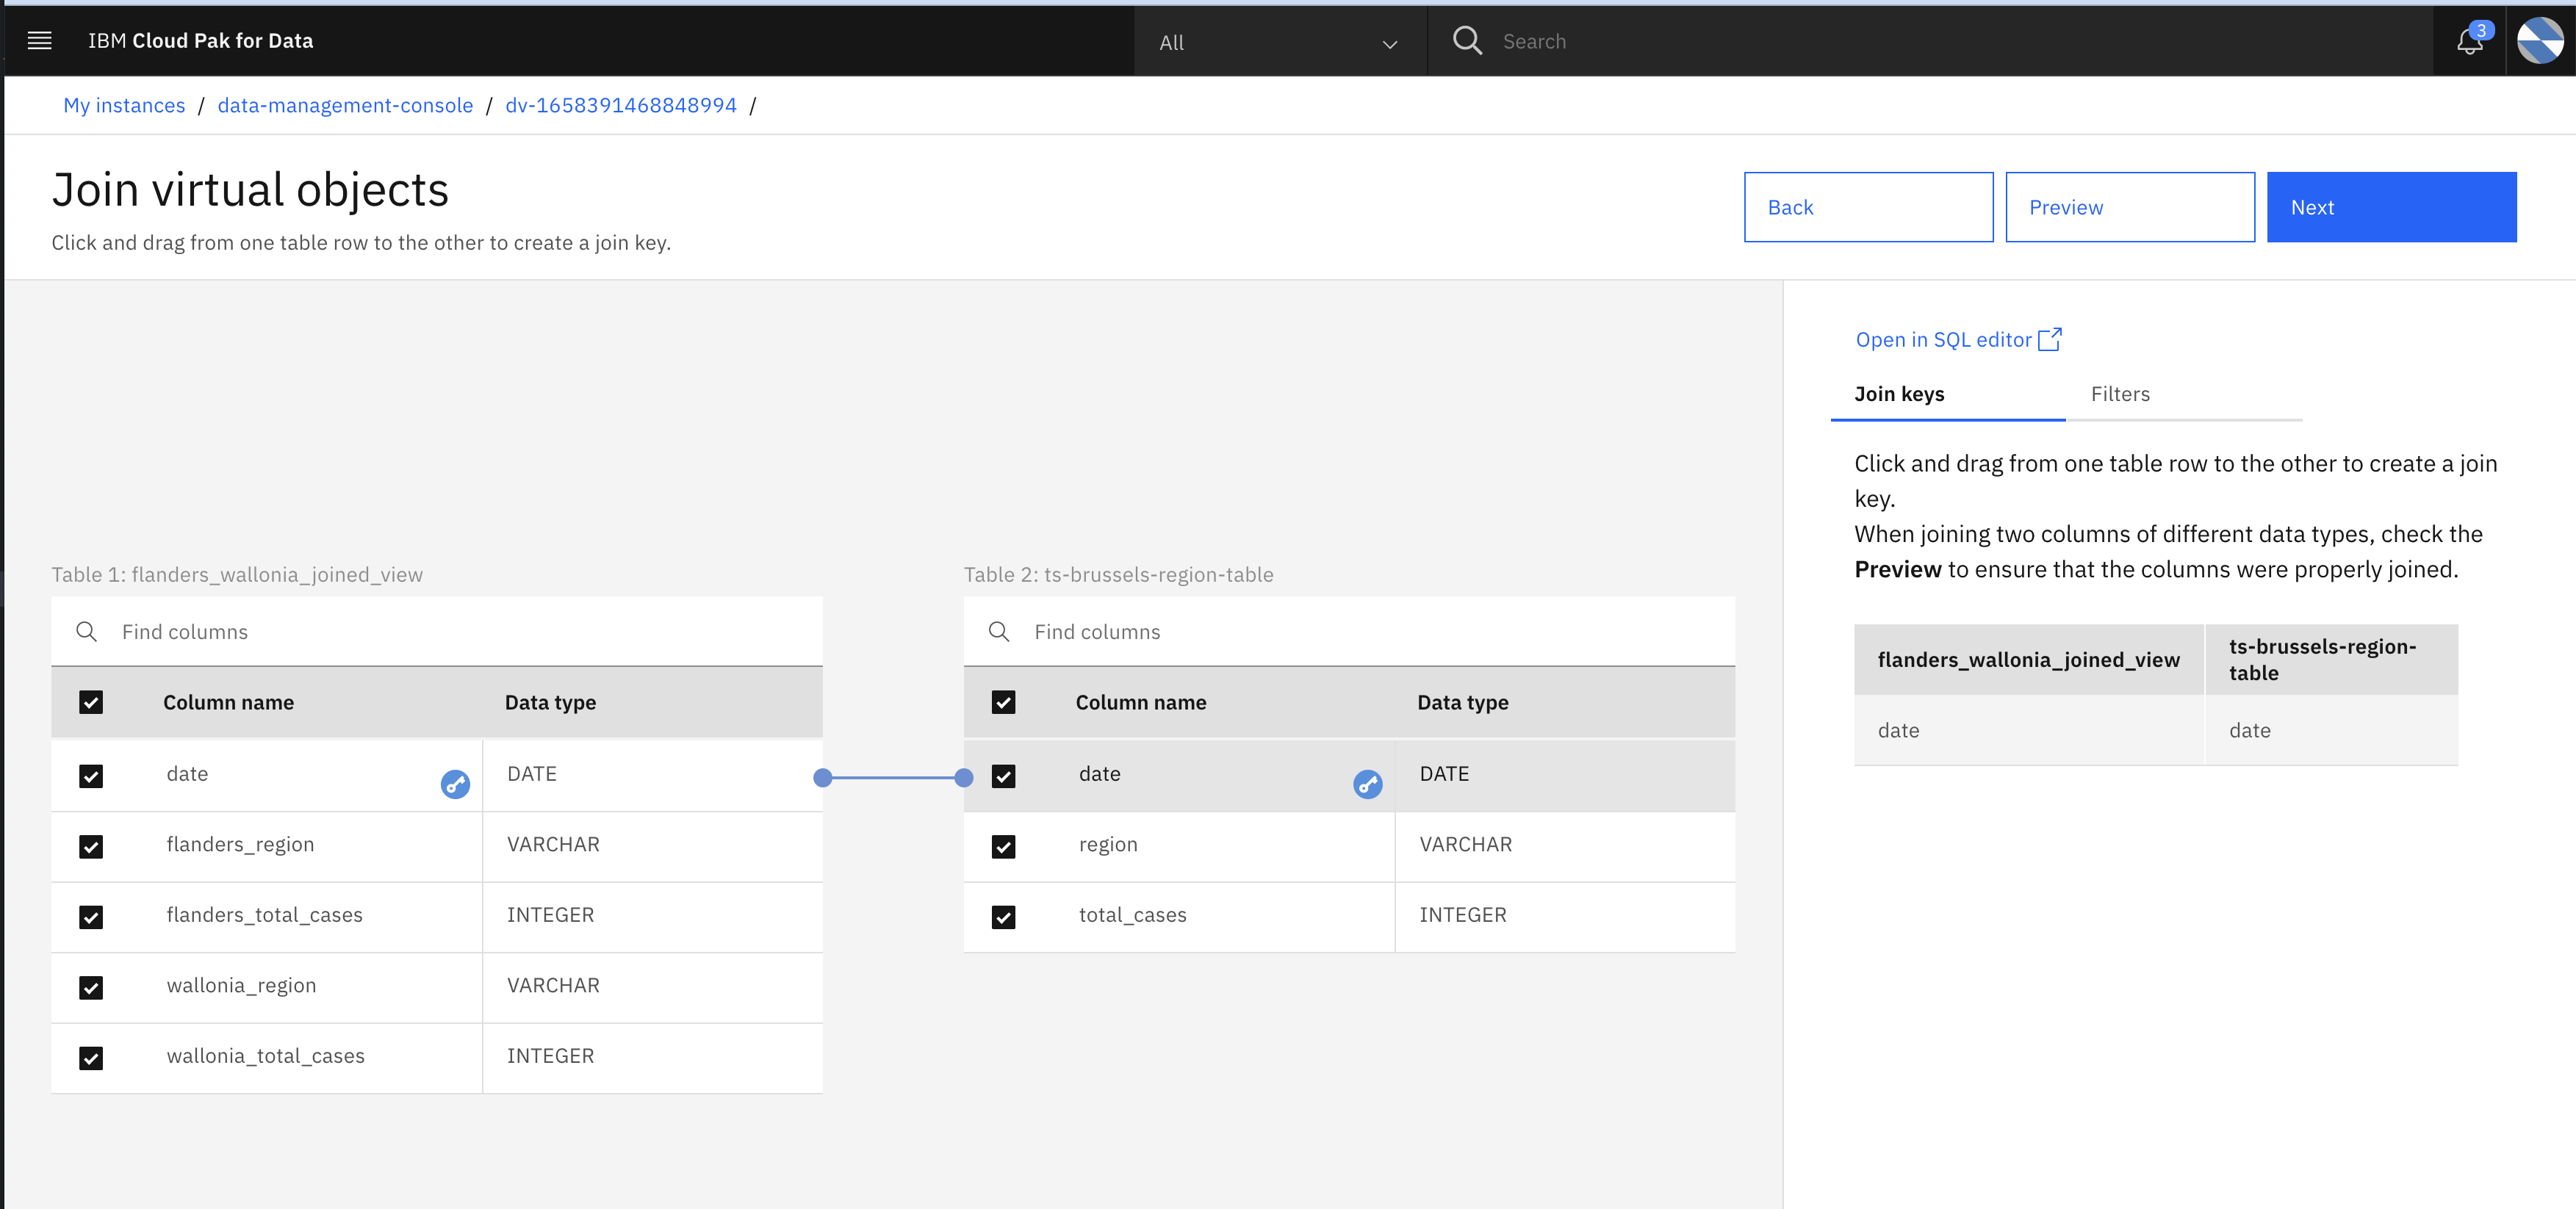 IBM Cloud Pak for Data
All
Search
3
My instances / data-management-console / dv-1658391468848994 /
Join virtual objects
Click and drag from one table row to the other to create a join key.
Back
Preview
Next
Table 1: flanders_wallonia_joined_view
Find columns
Column name Data type
date DATE
flanders_region VARCHAR
flanders_total_cases INTEGER
wallonia_region VARCHAR
wallonia_total_cases INTEGER
Table 2: ts-brussels-region-table
Find columns
Column name Data type
date DATE
region VARCHAR
total_cases INTEGER
Open in SQL editor
Join keys Filters
Click and drag from one table row to the other to create a join
key.
When joining two columns of different data types, check the
Preview to ensure that the columns were properly joined.
flanders_wallonia_joined_view
ts-brussels-region-
table
date date